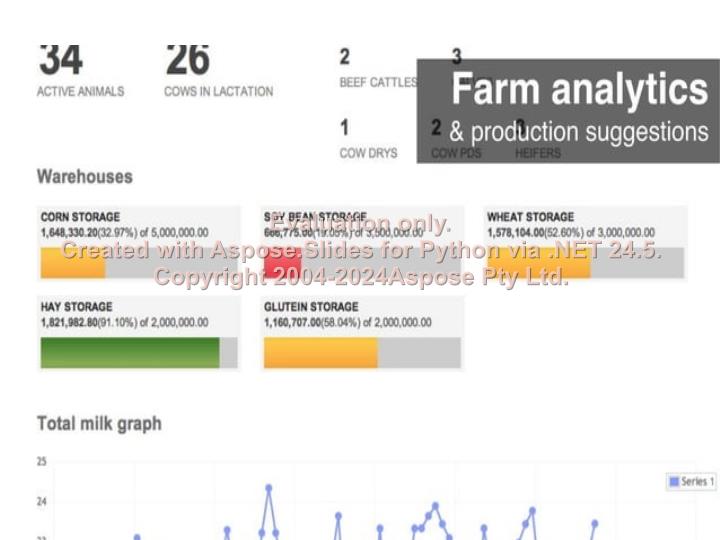 34
ACTIVE ANIMALS
26
COWS IN LACTATION
2
BEEF CATTLES
3
Farm analytics
& production suggestions
1
COW DRYS
2
COW PDS
HEIFERS
Warehouses
CORN STORAGE
1,648,330.20(32.97%) of 5,000,000.00
SOY BEAN STORAGE
666,775.00(19.05%) of 3,500,000.00
WHEAT STORAGE
1,578,104.00(52.60%) of 3,000,000.00
Evaluation only.
Created with Aspose.Slides for Python via .NET 24.5.
Copyright 2004-2024Aspose Pty Ltd.
HAY STORAGE
1,821,982.80(91.10%) of 2,000,000.00
GLUTEIN STORAGE
1,160,707.00(58.04%) of 2,000,000.00
Total milk graph
25
Series 1
24